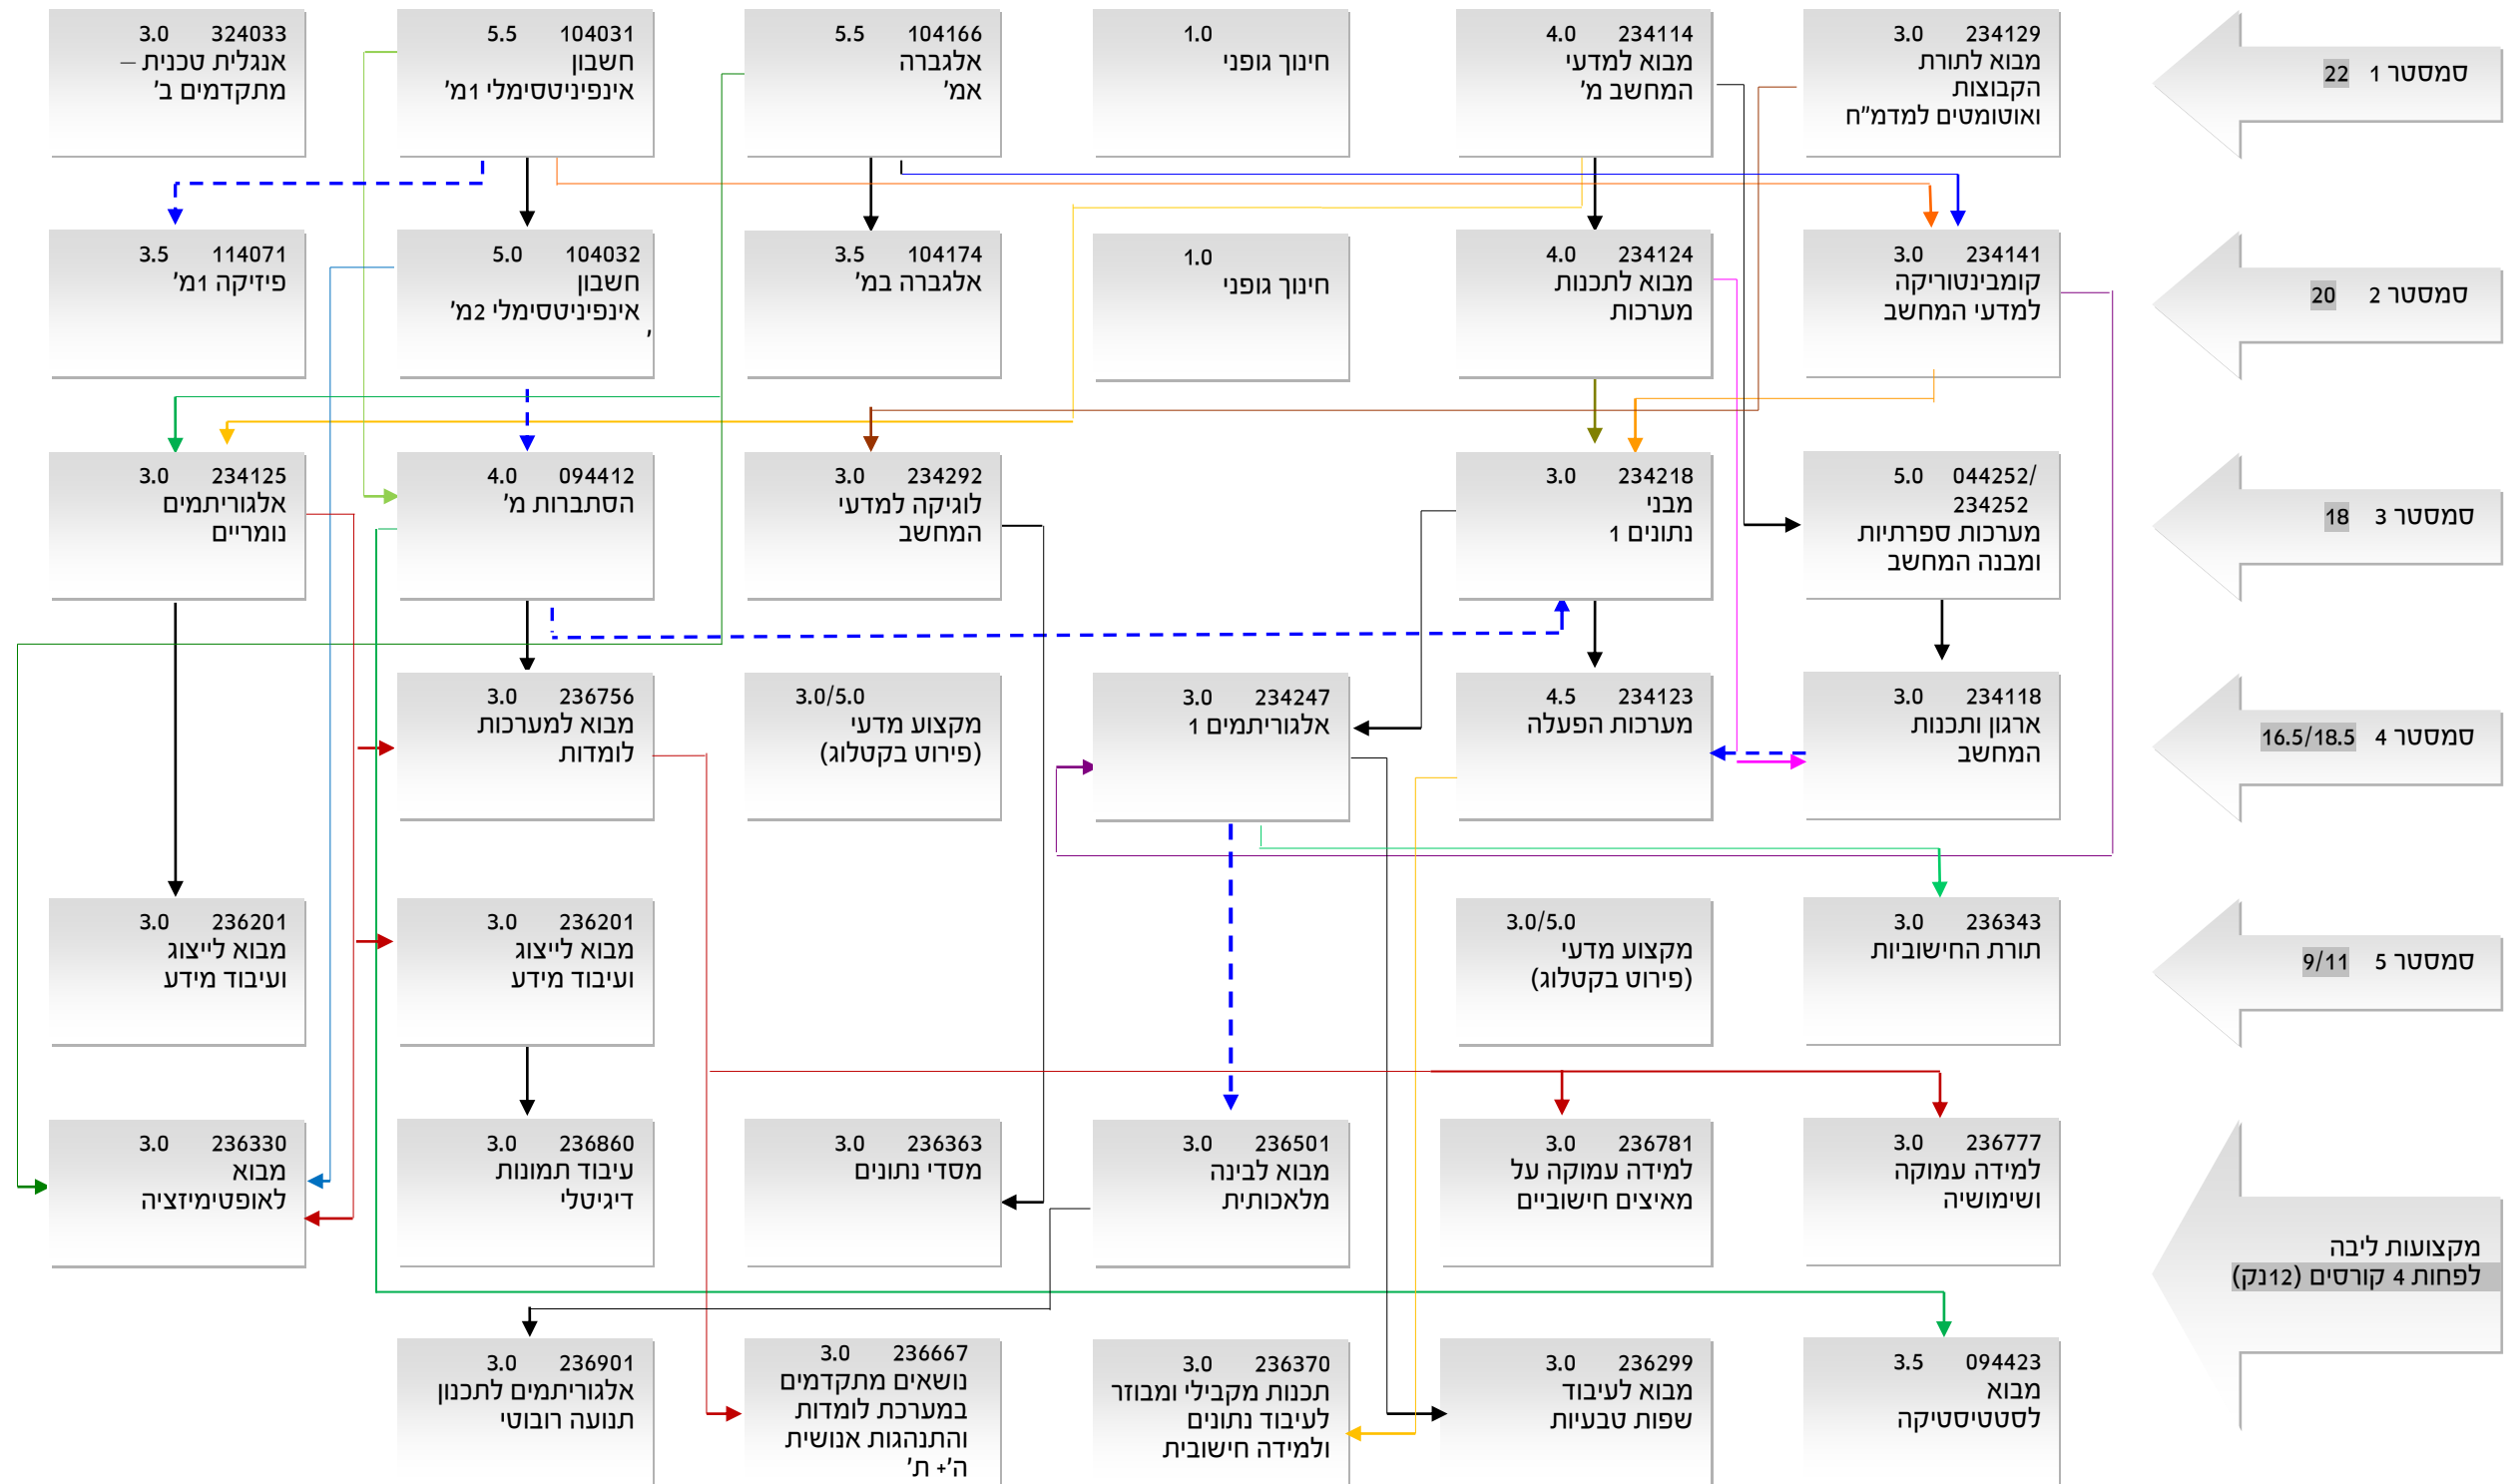 סמסטר 1 22
234129 3.0
מבוא לתורת
הקבוצות
ואוטומטים למדמ"ח
234114 4.0
מבוא למדעי
המחשב מ'
1.0
חינוך גופני
104166 5.5
אלגברה
אמ'
104031 5.5
חשבון
אינפיניטסימלי 1מ'
324033 3.0
אנגלית טכנית –
מתקדמים ב'
סמסטר 2 20
234141 3.0
קומבינטוריקה
למדעי המחשב
234124 4.0
מבוא לתכנות
מערכות
1.0
חינוך גופני
104174 3.5
אלגברה במ'
104032 5.0
חשבון
אינפיניטסימלי 2מ'
'
114071 3.5
פיזיקה 1מ'
סמסטר 3 18
044252/ 5.0
234252
מערכות ספרתיות
ומבנה המחשב
234218 3.0
מבני
נתונים 1
234292 3.0
לוגיקה למדעי
המחשב
094412 4.0
הסתברות מ'
234125 3.0
אלגוריתמים
נומריים
סמסטר 4 16.5/18.5
234118 3.0
ארגון ותכנות
המחשב
234123 4.5
מערכות הפעלה
234247 3.0
אלגוריתמים 1
3.0/5.0
מקצוע מדעי
(פירוט בקטלוג)
236756 3.0
מבוא למערכות
לומדות
סמסטר 5 9/11
236343 3.0
תורת החישוביות
3.0/5.0
מקצוע מדעי
(פירוט בקטלוג)
236201 3.0
מבוא לייצוג
ועיבוד מידע
236201 3.0
מבוא לייצוג
ועיבוד מידע
מקצועות ליבה
לפחות 4 קורסים (12נק)
236777 3.0
למידה עמוקה
ושימושיה
236781 3.0
למידה עמוקה על
מאיצים חישוביים
236501 3.0
מבוא לבינה
מלאכותית
236363 3.0
מסדי נתונים
236860 3.0
עיבוד תמונות
דיגיטלי
236330 3.0
מבוא
לאופטימיזציה
094423 3.5
מבוא
לסטטיסטיקה
236299 3.0
מבוא לעיבוד
שפות טבעיות
236370 3.0
תכנות מקבילי ומבוזר
לעיבוד נתונים
ולמידה חישובית
236667 3.0
נושאים מתקדמים
במערכת לומדות
והתנהגות אנושית
ה'+ ת'
236901 3.0
אלגוריתמים לתכנון
תנועה רובוטי